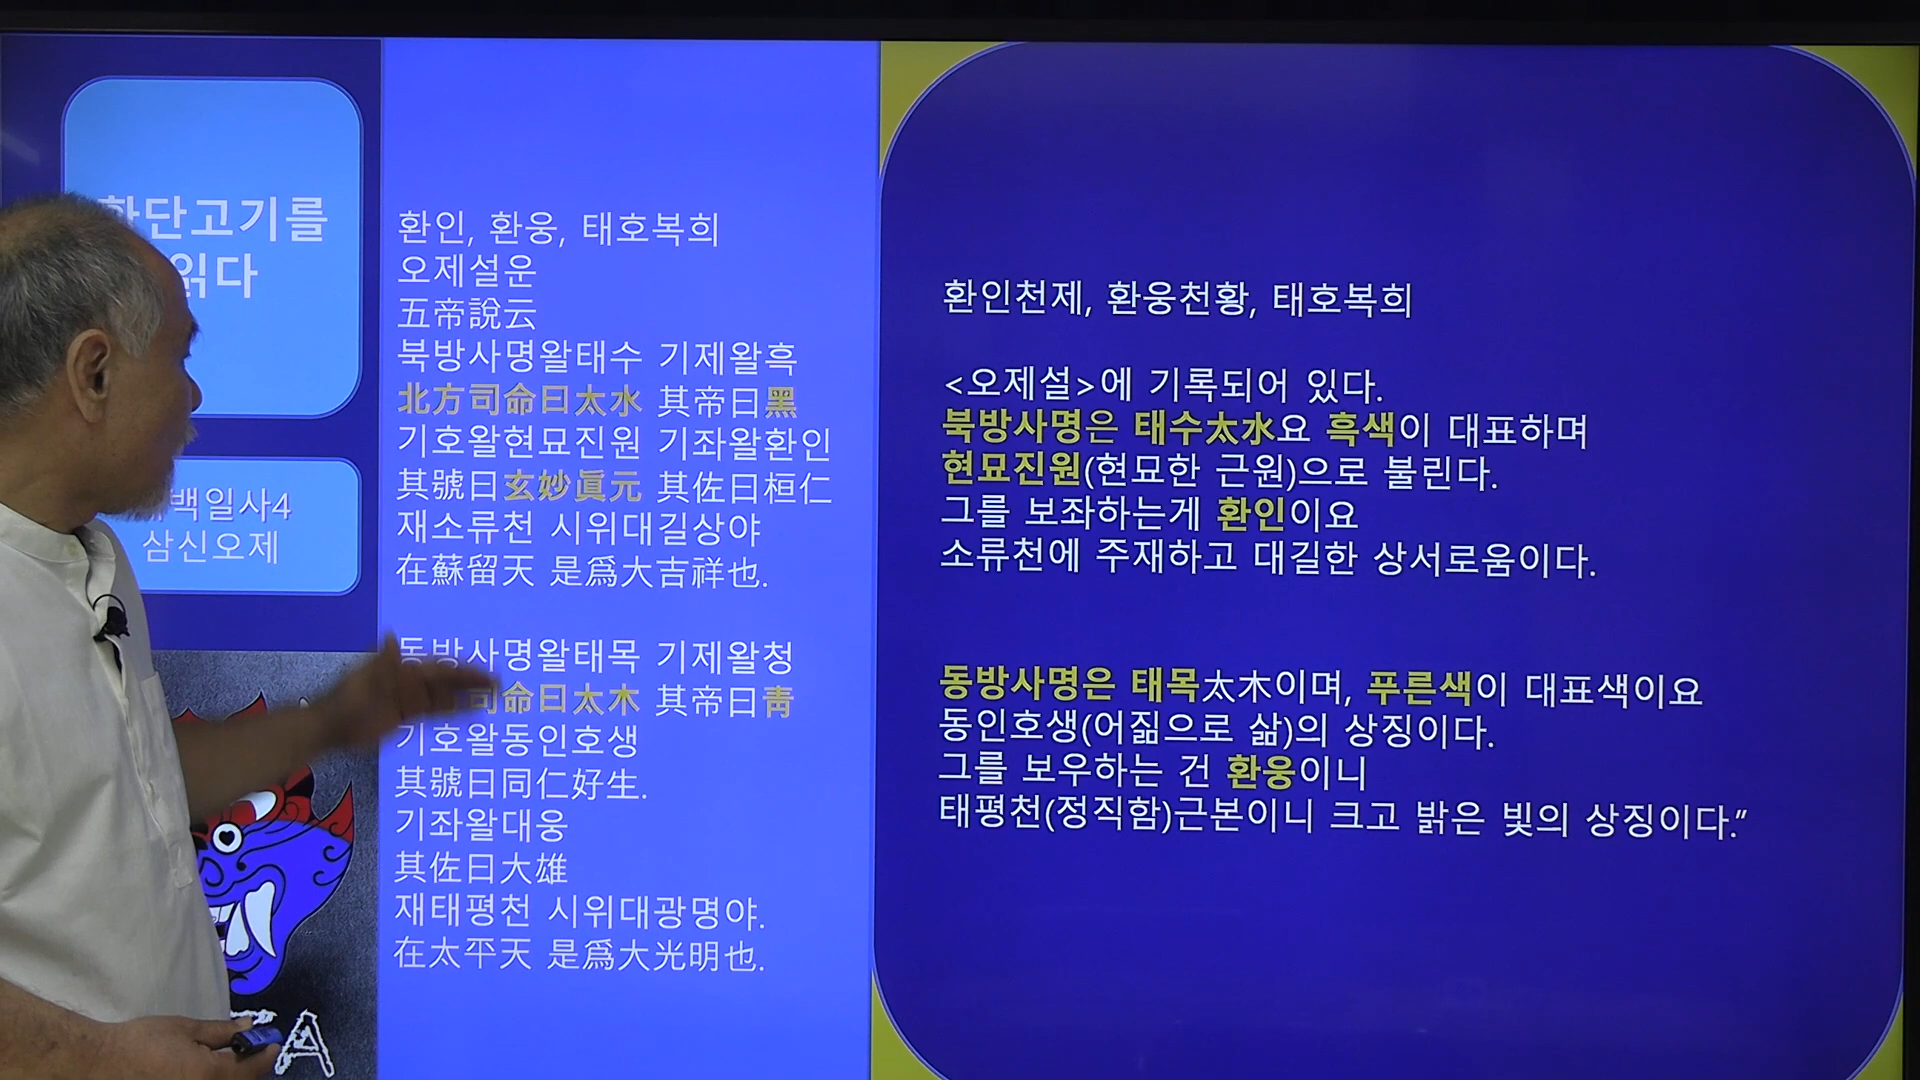 환단고기를
읽다
태백일사4
삼신오제
환인, 환웅, 태호복희
오제설운
五帝說云
북방사명왈태수 기제왈흑
北方司命曰太水 其帝曰黑
기호왈현묘진원 기좌왈환인
其號曰玄妙眞元 其佐曰桓仁
재소류천 시위대길상야
在蘇留天 是爲大吉祥也.
동방사명왈태목 기제왈청
司命曰太木 其帝曰靑
기호왈동인호생
其號曰同仁好生.
기좌왈대웅
其佐曰大雄
재태평천 시위대광명야.
在太平天 是爲大光明也.
환인천제, 환웅천황, 태호복희
<오제설>에 기록되어 있다.
북방사명은 태수太水요 흑색이 대표하며
현묘진원(현묘한 근원)으로 불린다.
그를 보좌하는게 환인이요
소류천에 주재하고 대길한 상서로움이다.
동방사명은 태목太木이며, 푸른색이 대표색이요
동인호생(어짊으로 삶)의 상징이다.
그를 보우하는 건 환웅이니
태평천(정직함)근본이니 크고 밝은 빛의 상징이다.”